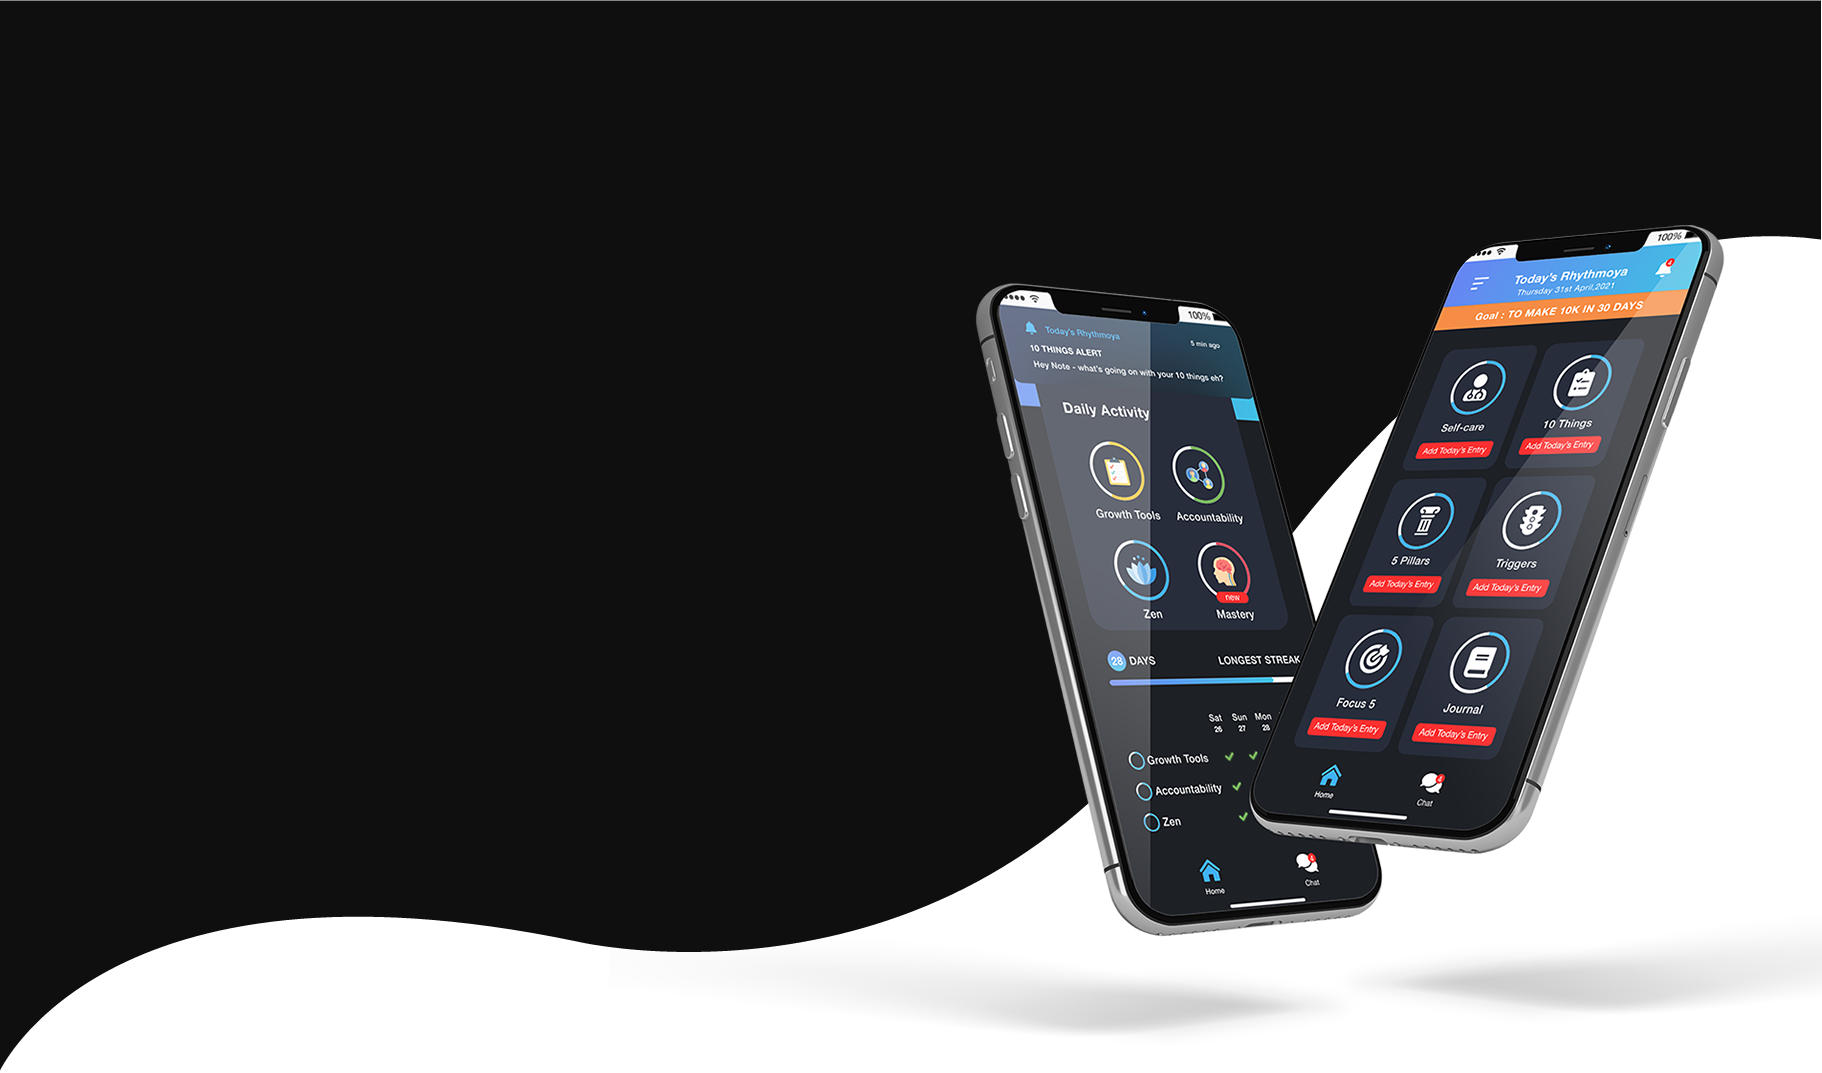 100%
Today's Rhythmoya
5 min ago
10 THINGS ALERT
Hey Note - what's going on with your 10 things eh?
Daily Activity
Growth Tools
Accountability
Zen
new
Mastery
28 DAYS
LONGEST STREAK
Sat Sun Mon
26 27 28
Growth Tools
Accountability
Zen
Home
4
Chat
100%
Today's Rhythmoya
4
Thursday 31st April,2021
Goal : TO MAKE 10K IN 30 DAYS
Self-care
10 Things
Add Today's Entry
Add Today's Entry
5 Pillars
Triggers
Add Today's Entry
Add Today's Entry
Focus 5
Journal
Add Today's Entry
Add Today's Entry
Home
4
Chat